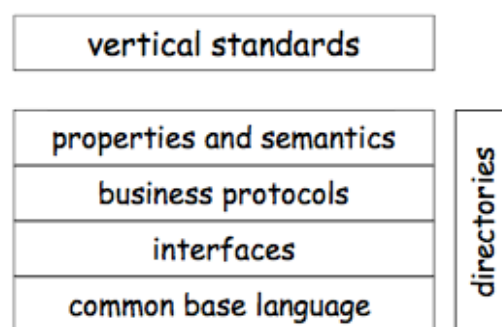 vertical standards
properties and semantics
business protocols
interfaces
common base language
directories